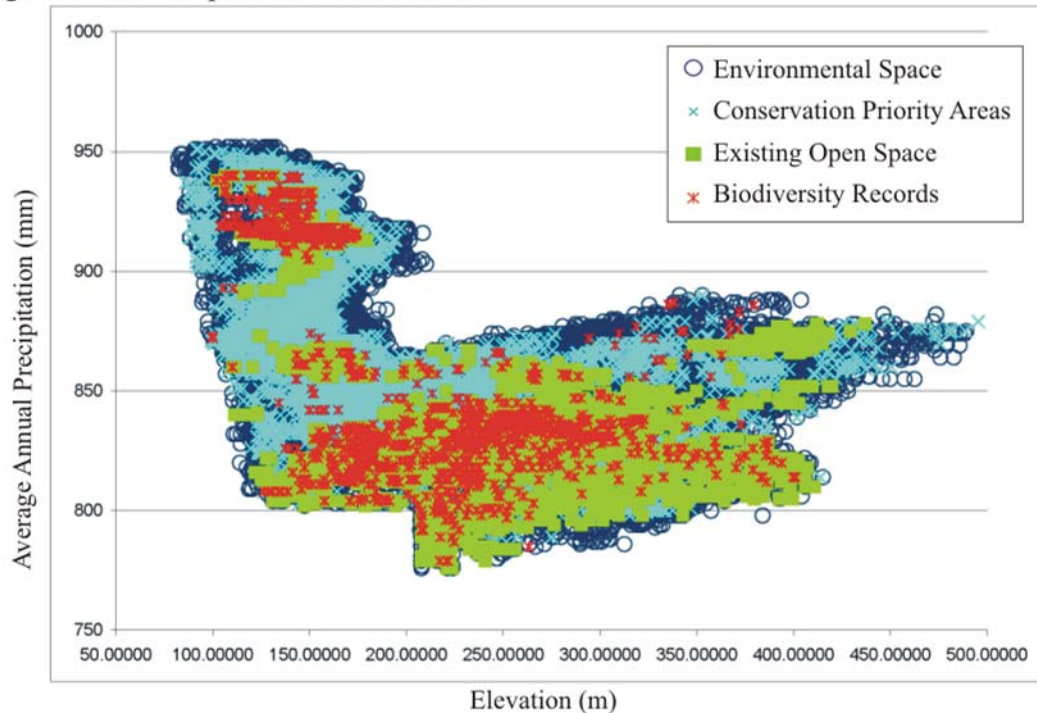 1000
950
900
850
800
750
Average Annual Precipitation (mm)
Environmental Space
Conservation Priority Areas
Existing Open Space
Biodiversity Records
50.00000 100.00000 150.00000 200.00000 250.00000 300.00000 350.00000 400.00000 450.00000 500.00000
Elevation (m)